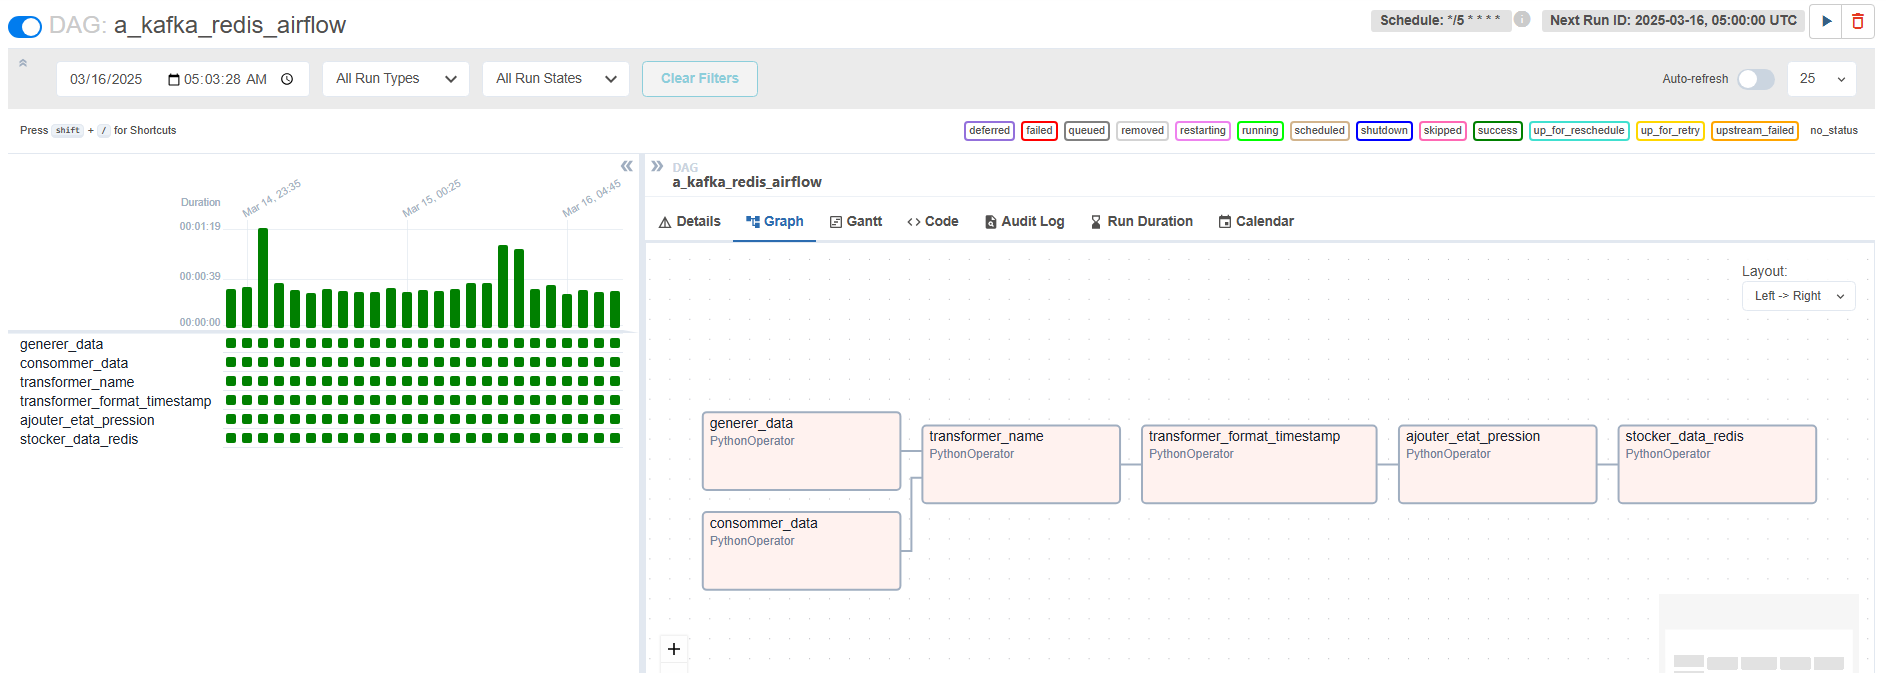 DAG: a_kafka_redis_airflow
Schedule: */5 * * * *
Next Run ID: 2025-03-16, 05:00:00 UTC
03/16/2025 05:03:28 AM
All Run Types
All Run States
Clear Filters
Auto-refresh
25
Press shift + / for Shortcuts
deferred failed queued removed restarting running scheduled shutdown skipped success up_for_reschedule up_for_retry upstream_failed no_status
Duration
00:01:19
00:00:39
00:00:00
Mar 14, 23:35
Mar 15, 00:25
Mar 16, 04:45
generer_data
consommer_data
transformer_name
transformer_format_timestamp
ajouter_etat_pression
stocker_data_redis
DAG
a_kafka_redis_airflow
Details
Graph
Gantt
Code
Audit Log
Run Duration
Calendar
Layout:
Left -> Right
generer_data
PythonOperator
consommer_data
PythonOperator
transformer_name
PythonOperator
transformer_format_timestamp
PythonOperator
ajouter_etat_pression
PythonOperator
stocker_data_redis
PythonOperator